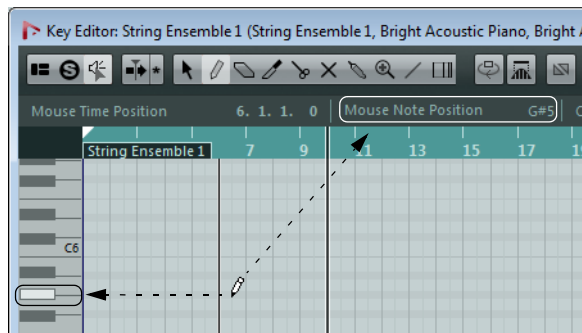 Key Editor: String Ensemble 1 (String Ensemble 1, Bright Acoustic Piano, Bright
S
Mouse Time Position 6. 1. 1. 0 Mouse Note Position G#5
String Ensemble 1 7 9 11 13 15 17 19
C6